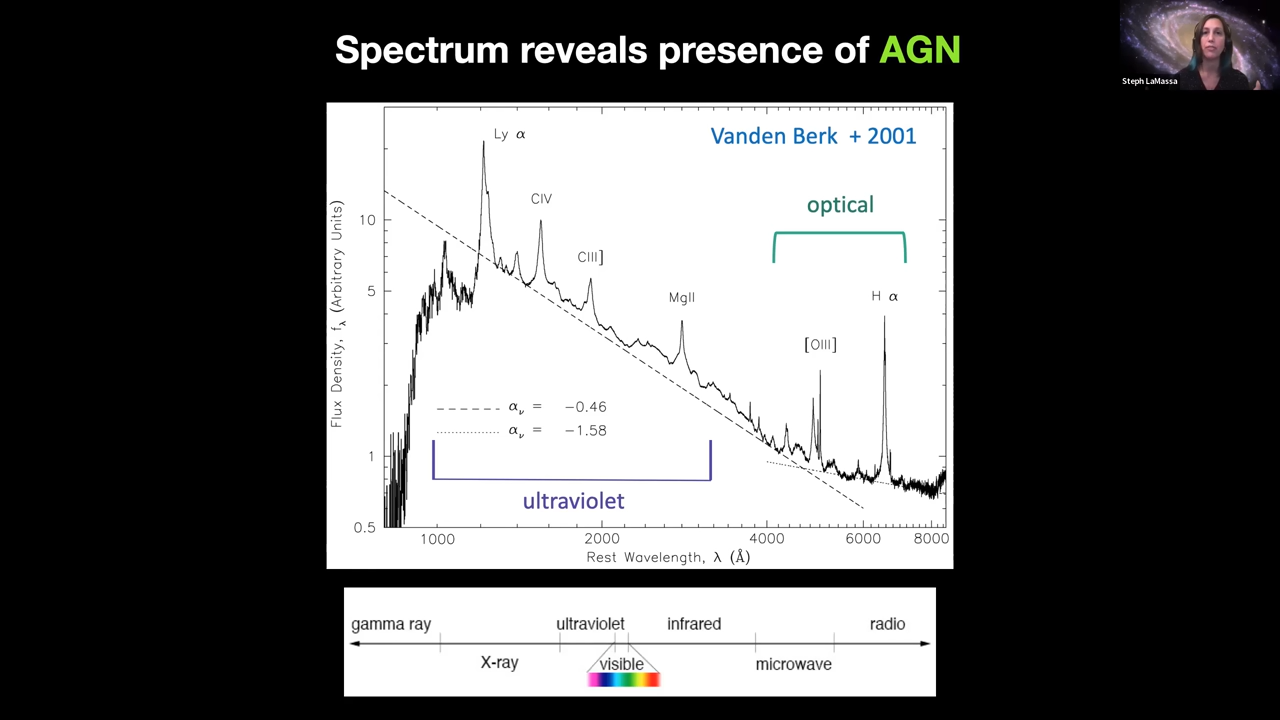 Spectrum reveals presence of AGN
Steph LaMassa
Vanden Berk + 2001
Ly α
CIV
CIII]
MgII
optical
[OIII]
H α
Flux Density, fλ (Arbitrary Units)
10
5
1
0.5
αν = −0.46
αν = −1.58
ultraviolet
1000 2000 4000 6000 8000
Rest Wavelength, λ (Å)
gamma ray ultraviolet infrared radio
X-ray visible microwave